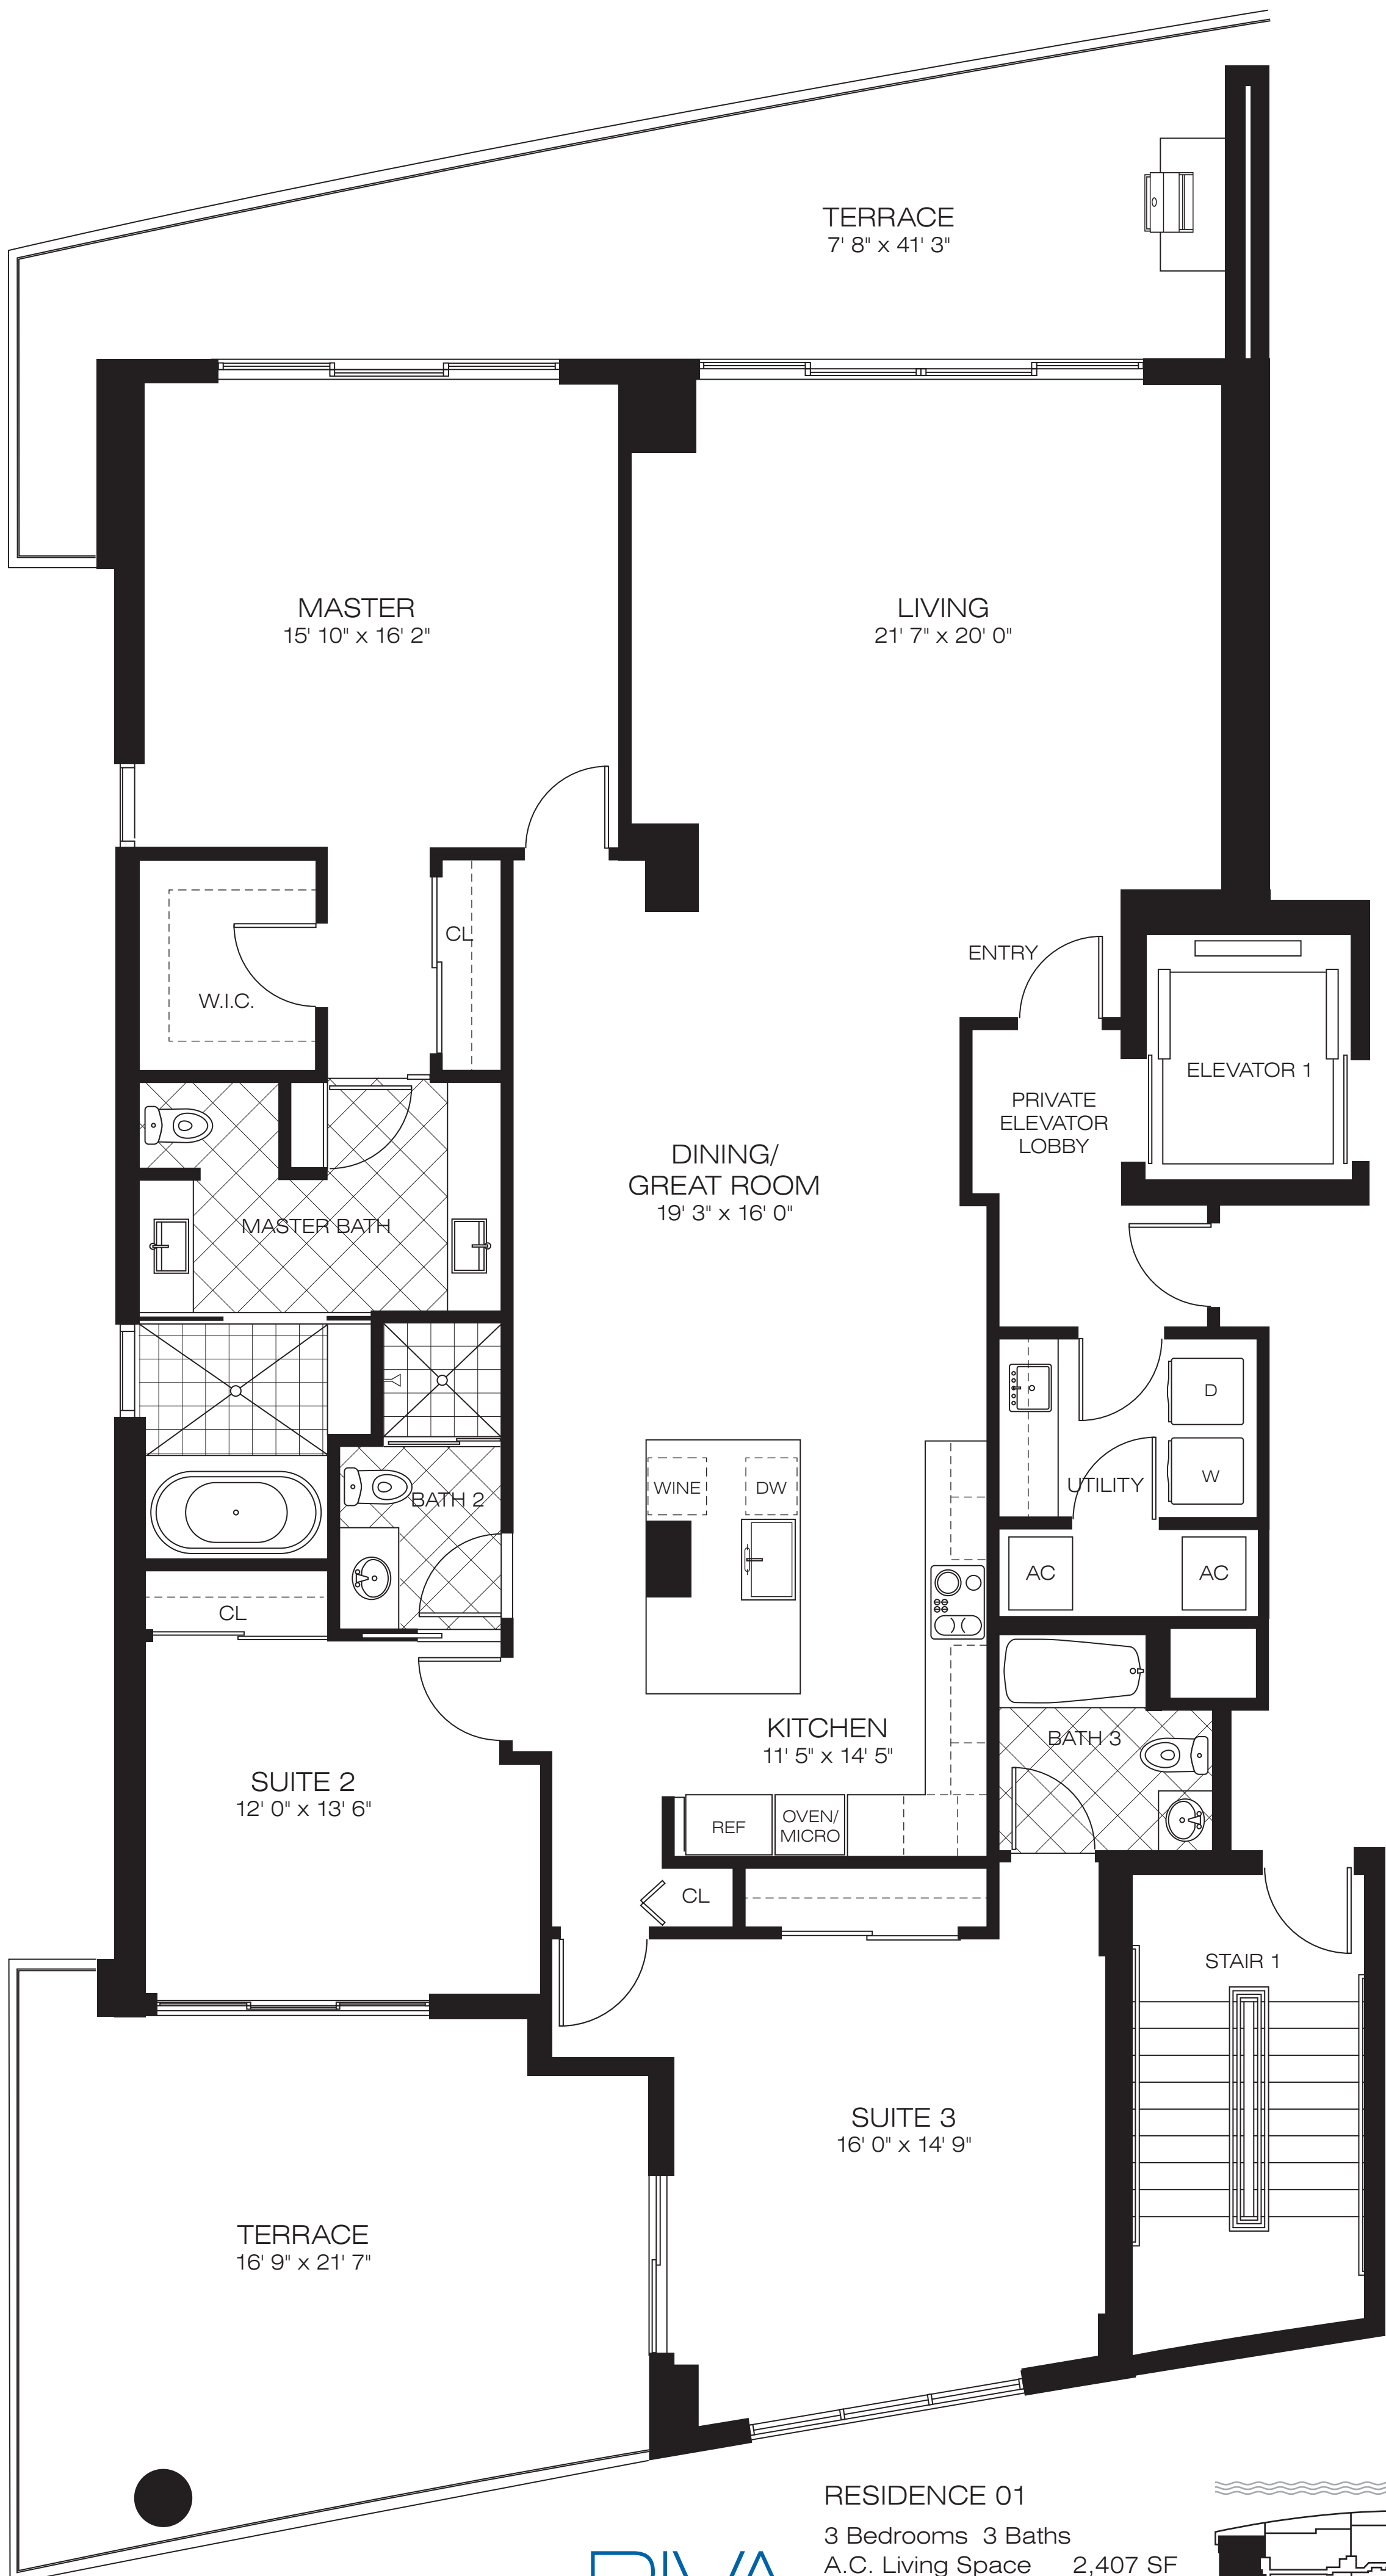 TERRACE
7' 8" x 41' 3"
MASTER
15' 10" x 16' 2"
LIVING
21' 7" x 20' 0"
CL
ENTRY
W.I.C.
ELEVATOR 1
PRIVATE
ELEVATOR
LOBBY
DINING/
GREAT ROOM
19' 3" x 16' 0"
MASTER BATH
D
WINE
DW
UTILITY
W
BATH 2
AC
AC
CL
KITCHEN
11' 5" x 14' 5"
BATH 3
SUITE 2
12' 0" x 13' 6"
REF
OVEN/
MICRO
CL
STAIR 1
SUITE 3
16' 0" x 14' 9"
TERRACE
16' 9" x 21' 7"
RESIDENCE 01
3 Bedrooms 3 Baths
A.C. Living Space 2,407 SF
RIVA